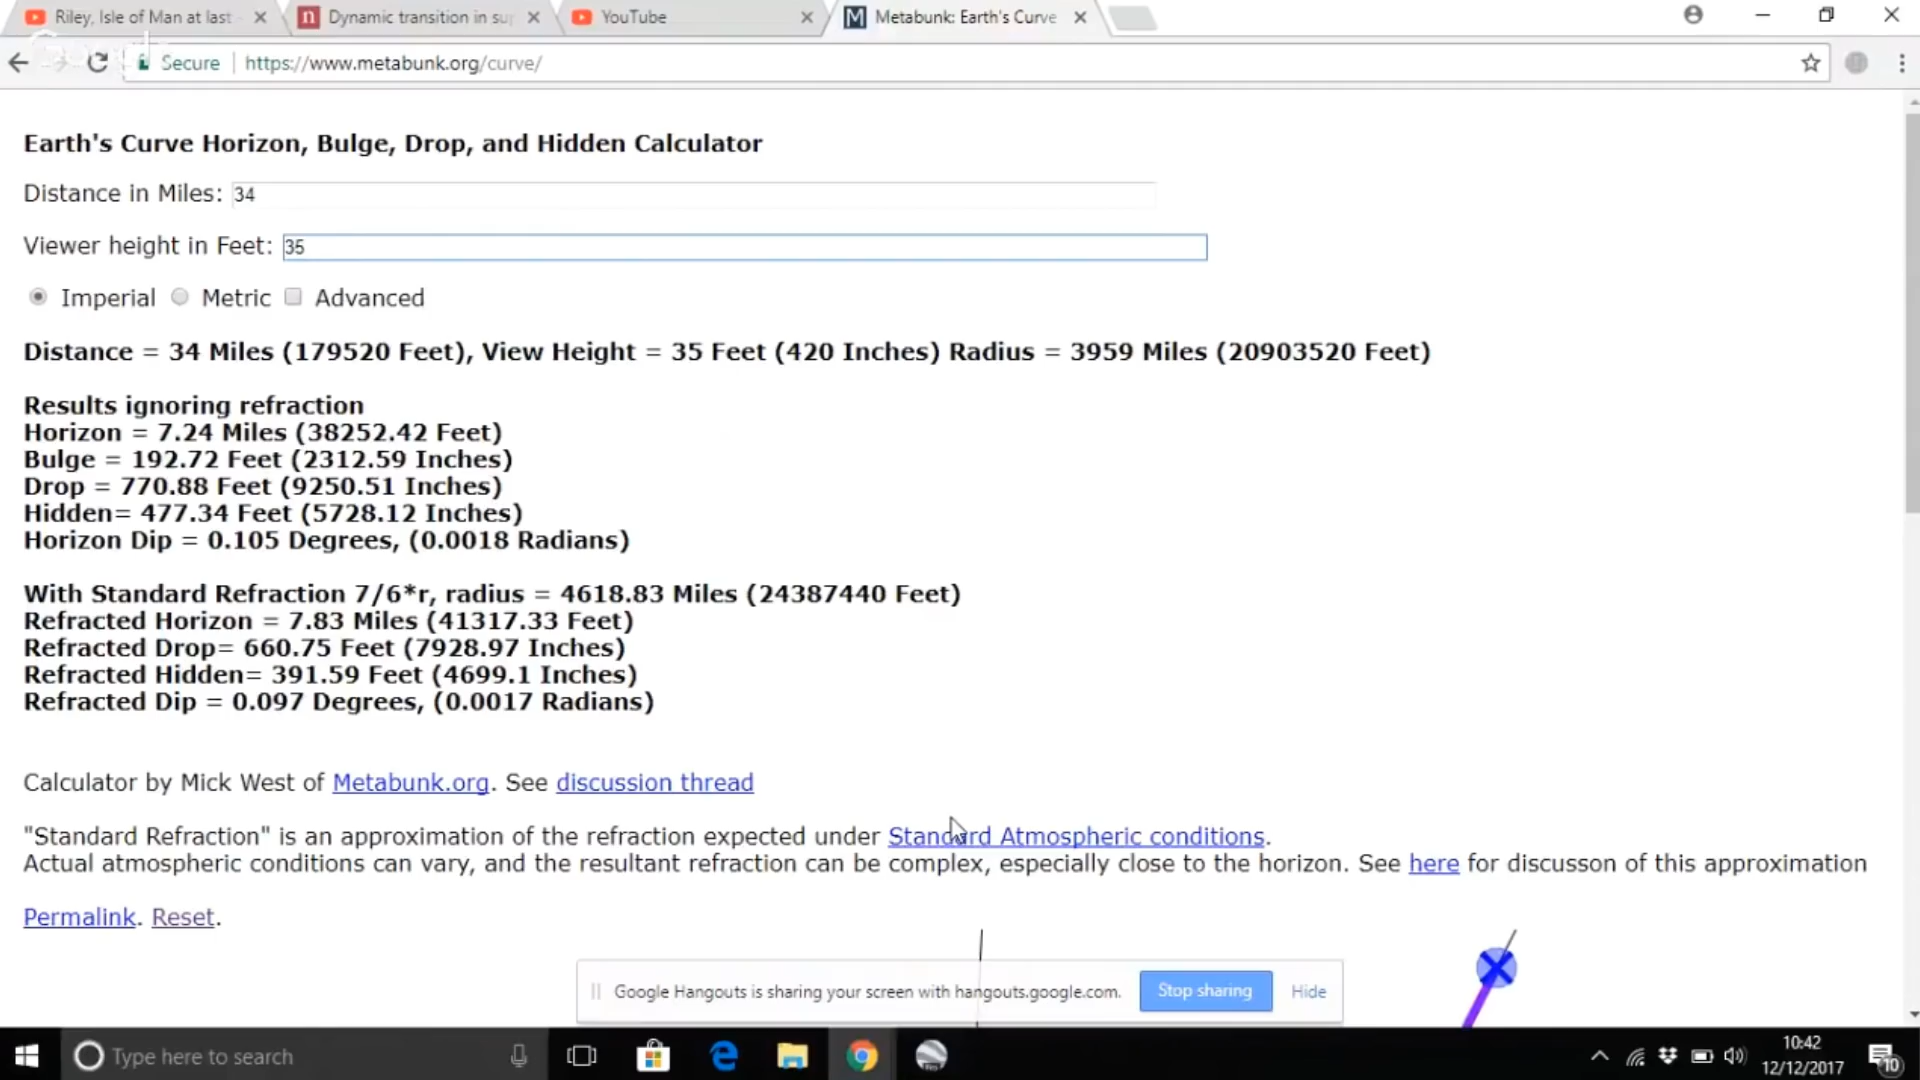 Riley, Isle of Man at last
Dynamic transition in sup
YouTube
Metabunk: Earth's Curve
Secure
https://www.metabunk.org/curve/
Earth's Curve Horizon, Bulge, Drop, and Hidden Calculator
Distance in Miles: 34
Viewer height in Feet: 35
Imperial Metric Advanced
Distance = 34 Miles (179520 Feet), View Height = 35 Feet (420 Inches) Radius = 3959 Miles (20903520 Feet)
Results ignoring refraction
Horizon = 7.24 Miles (38252.42 Feet)
Bulge = 192.72 Feet (2312.59 Inches)
Drop = 770.88 Feet (9250.51 Inches)
Hidden= 477.34 Feet (5728.12 Inches)
Horizon Dip = 0.105 Degrees, (0.0018 Radians)
With Standard Refraction 7/6*r, radius = 4618.83 Miles (24387440 Feet)
Refracted Horizon = 7.83 Miles (41317.33 Feet)
Refracted Drop= 660.75 Feet (7928.97 Inches)
Refracted Hidden= 391.59 Feet (4699.1 Inches)
Refracted Dip = 0.097 Degrees, (0.0017 Radians)
Calculator by Mick West of Metabunk.org. See discussion thread
"Standard Refraction" is an approximation of the refraction expected under Standard Atmospheric conditions.
Actual atmospheric conditions can vary, and the resultant refraction can be complex, especially close to the horizon. See here for discusson of this approximation
Permalink. Reset.
Google Hangouts is sharing your screen with hangouts.google.com. Stop sharing Hide
Type here to search
10:42
12/12/2017
10